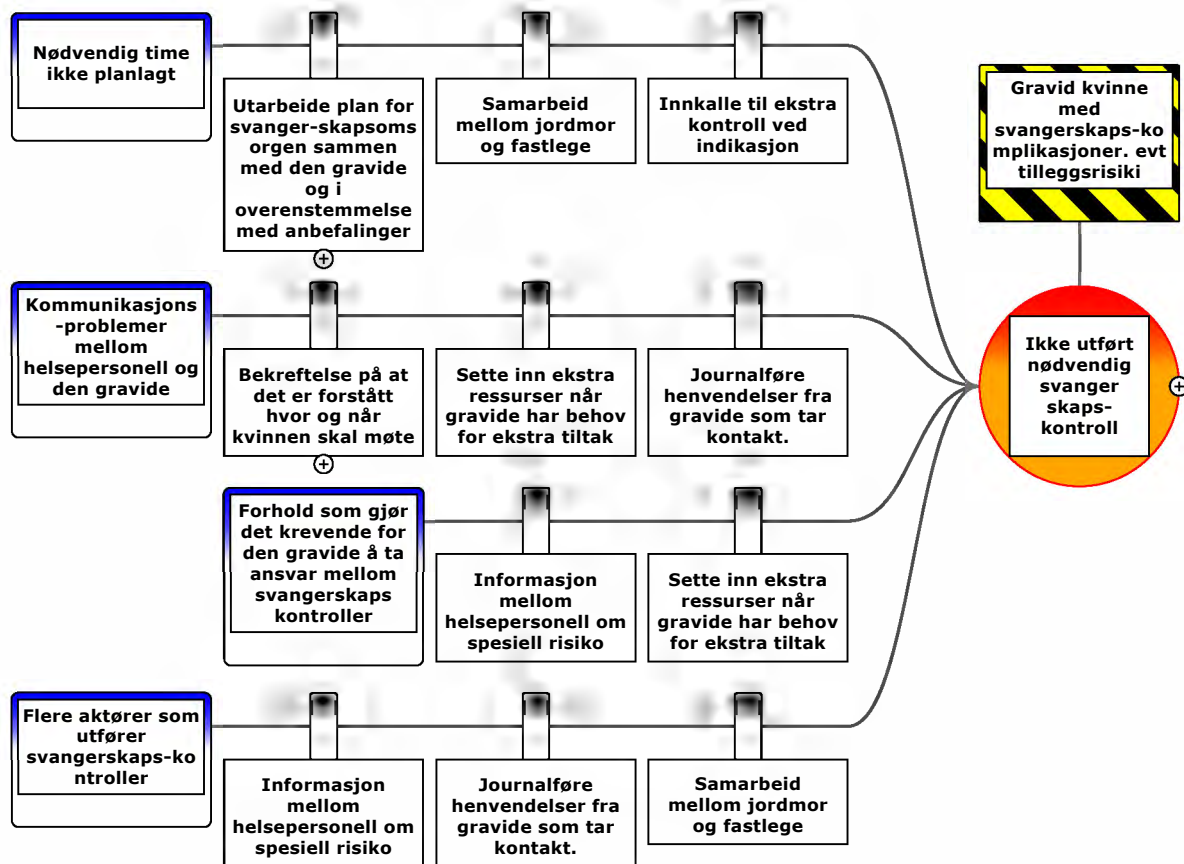 Nødvendig time
ikke planlagt
Utarbeide plan for
svanger-skapsoms
orgen sammen
med den gravide
og i
overenstemmelse
med anbefalinger
Samarbeid
mellom jordmor
og fastlege
Innkalle til ekstra
kontroll ved
indikasjon
Gravid kvinne
med
svangerskaps-ko
mplikasjoner. evt
tilleggsrisiki
Kommunikasjons
-problemer
mellom
helsepersonell og
den gravide
Bekreftelse på at
det er forstått
hvor og når
kvinnen skal møte
Sette inn ekstra
ressurser når
gravide har behov
for ekstra tiltak
Journalføre
henvendelser fra
gravide som tar
kontakt.
Ikke utført
nødvendig
svanger
skaps-
kontroll
Forhold som gjør
det krevende for
den gravide å ta
ansvar mellom
svangerskaps
kontroller
Informasjon
mellom
helsepersonell om
spesiell risiko
Sette inn ekstra
ressurser når
gravide har behov
for ekstra tiltak
Flere aktører som
utfører
svangerskaps-ko
ntroller
Informasjon
mellom
helsepersonell om
spesiell risiko
Journalføre
henvendelser fra
gravide som tar
kontakt.
Samarbeid
mellom jordmor
og fastlege